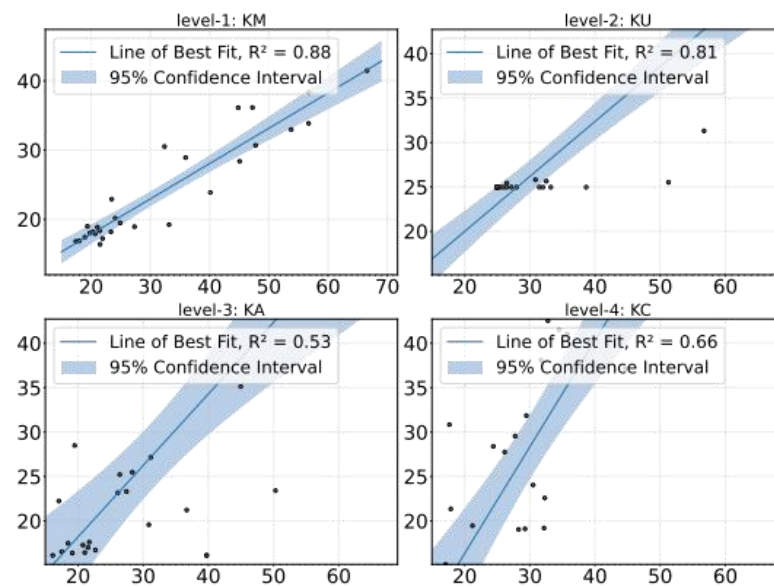 level-1: KM
Line of Best Fit, R² = 0.88
95% Confidence Interval
40
30
20
20 30 40 50 60 70
level-2: KU
Line of Best Fit, R² = 0.81
95% Confidence Interval
40
35
30
25
20
20 30 40 50 60
level-3: KA
Line of Best Fit, R² = 0.53
95% Confidence Interval
40
35
30
25
20
20 30 40 50 60
level-4: KC
Line of Best Fit, R² = 0.66
95% Confidence Interval
40
35
30
25
20
20 30 40 50 60